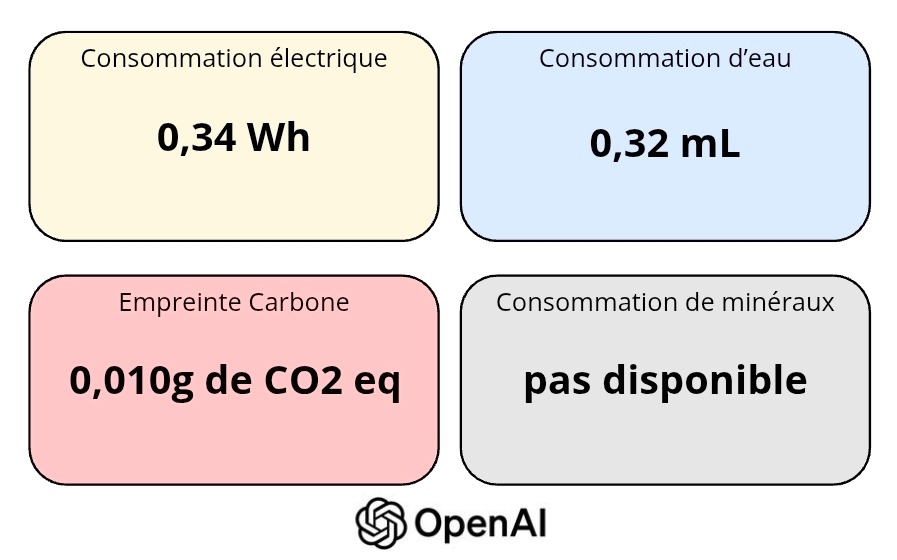 Consommation électrique
0,34 Wh
Consommation d’eau
0,32 mL
Empreinte Carbone
0,010g de CO2 eq
Consommation de minéraux
pas disponible
OpenAI